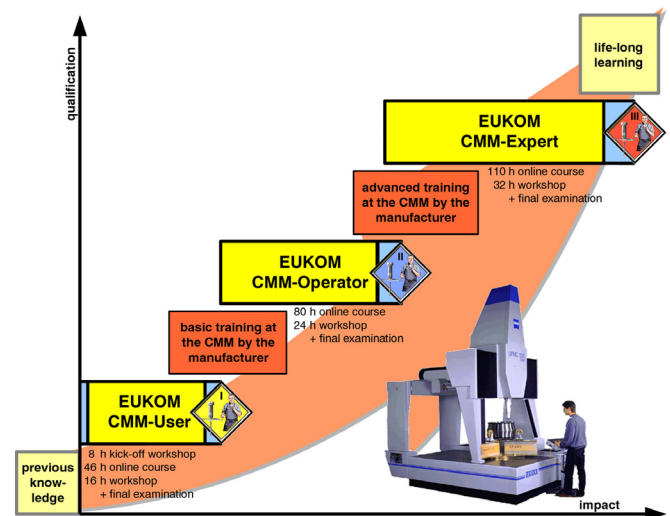 life-long
learning
qualification
EUKOM
CMM-Expert
III
110 h online course
32 h workshop
+ final examination
advanced training
at the CMM by the
manufacturer
EUKOM
CMM-Operator
II
80 h online course
24 h workshop
+ final examination
basic training at
the CMM by the
manufacturer
EUKOM
CMM-User
I
8 h kick-off workshop
46 h online course
16 h workshop
+ final examination
previous
know-
ledge
impact